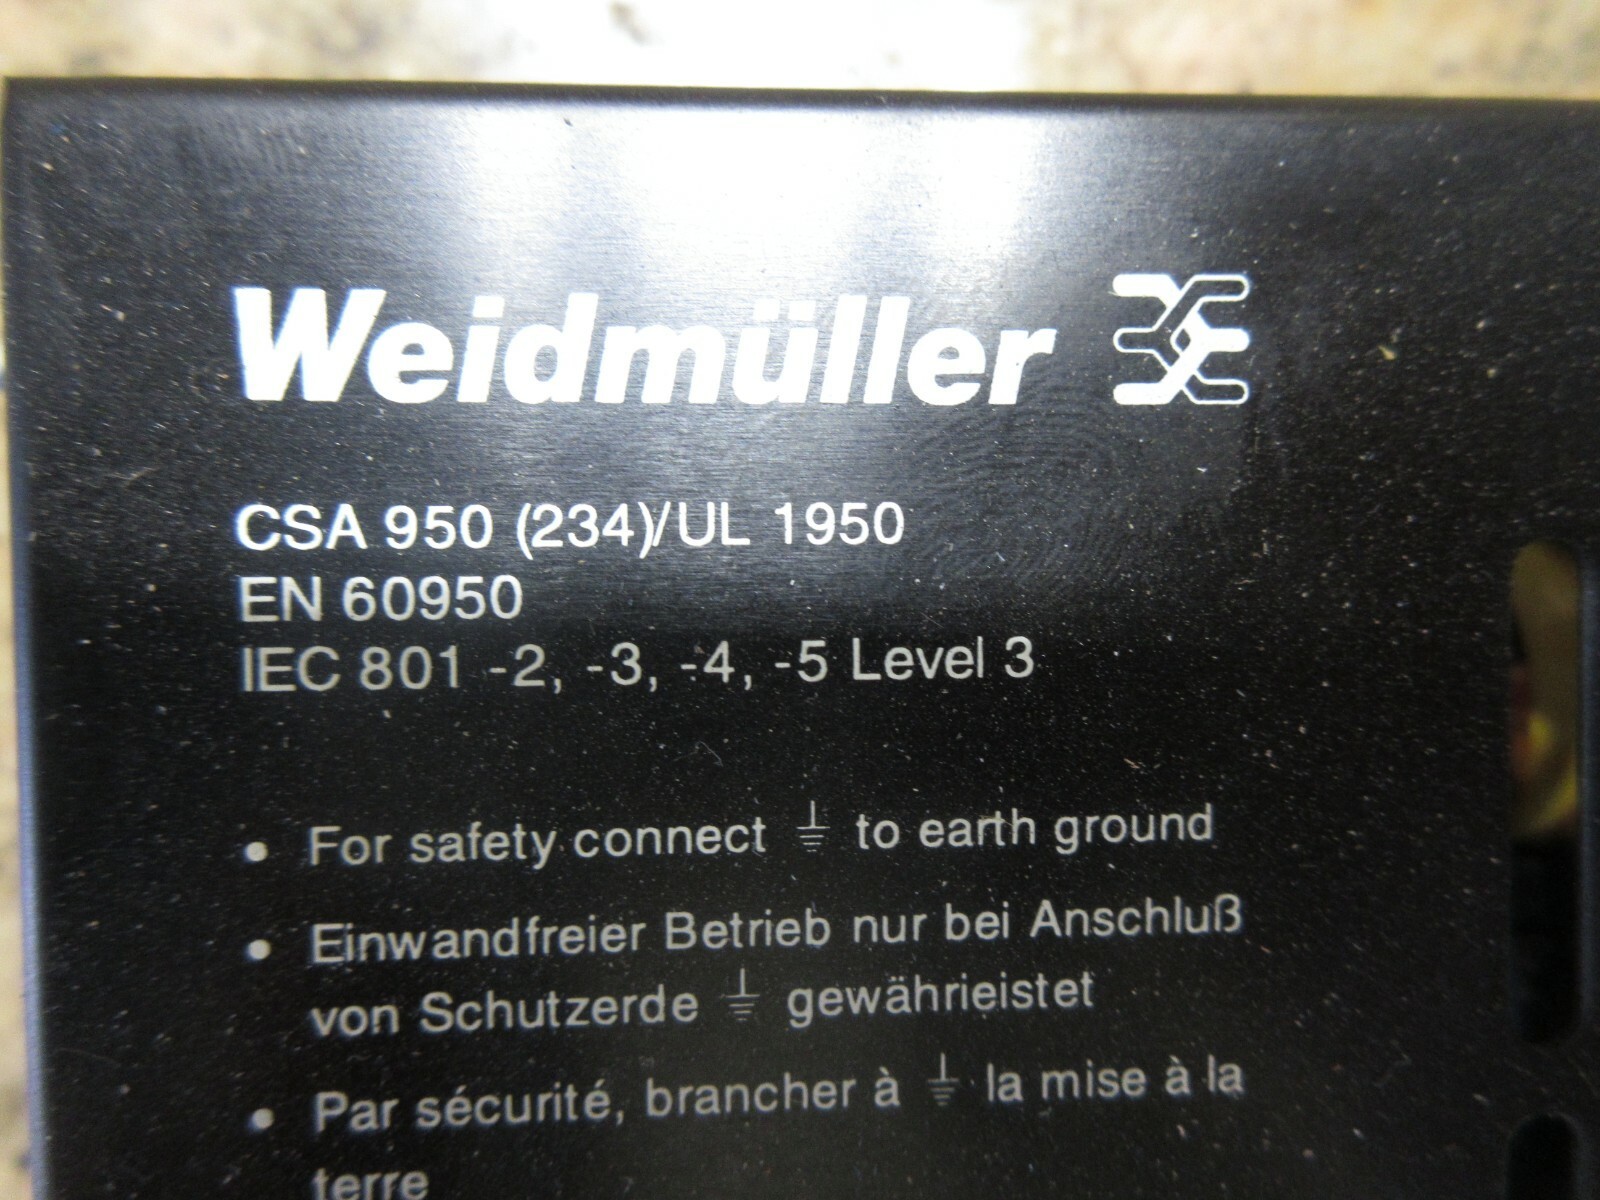 Weidmüller
CSA 950 (234)/UL 1950
EN 60950
IEC 801 -2, -3, -4, -5 Level 3
• For safety connect ⏚ to earth ground
• Einwandfreier Betrieb nur bei Anschluß
von Schutzerde ⏚ gewährieistet
• Par sécurité, brancher à ⏚ la mise à la
terre